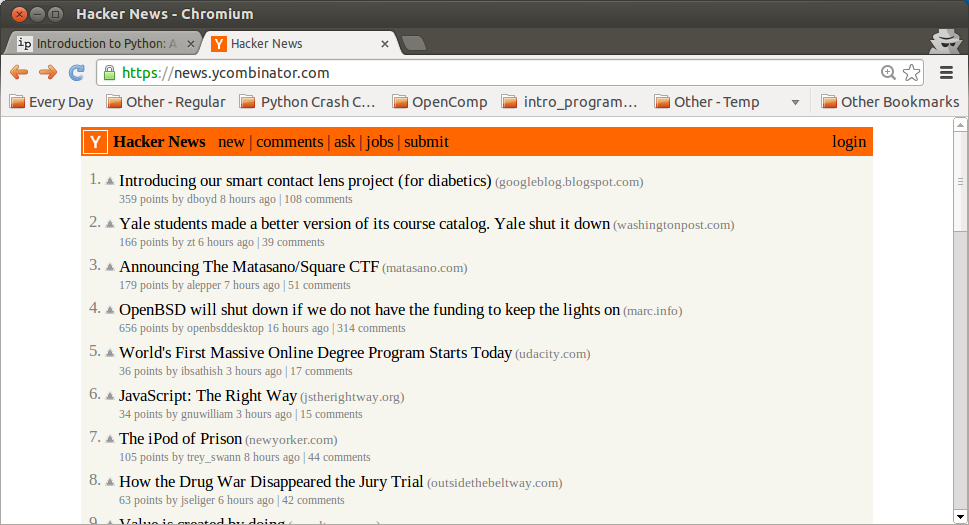 Hacker News - Chromium
ip Introduction to Python: A
Y Hacker News
https://news.ycombinator.com
Every Day Other - Regular Python Crash C... OpenComp intro_program... Other - Temp Other Bookmarks
Y Hacker News new | comments | ask | jobs | submit login
1. Introducing our smart contact lens project (for diabetics) (googleblog.blogspot.com)
359 points by dboyd 8 hours ago | 108 comments
2. Yale students made a better version of its course catalog. Yale shut it down (washingtonpost.com)
166 points by zt 6 hours ago | 39 comments
3. Announcing The Matasano/Square CTF (matasano.com)
179 points by alepper 7 hours ago | 51 comments
4. OpenBSD will shut down if we do not have the funding to keep the lights on (marc.info)
656 points by openbsddesktop 16 hours ago | 314 comments
5. World's First Massive Online Degree Program Starts Today (udacity.com)
36 points by ibsathish 3 hours ago | 17 comments
6. JavaScript: The Right Way (jstherightway.org)
34 points by gnuwilliam 3 hours ago | 15 comments
7. The iPod of Prison (newyorker.com)
105 points by trey_swann 8 hours ago | 44 comments
8. How the Drug War Disappeared the Jury Trial (outsidethebeltway.com)
63 points by jseliger 6 hours ago | 42 comments
9. Value is created by doing